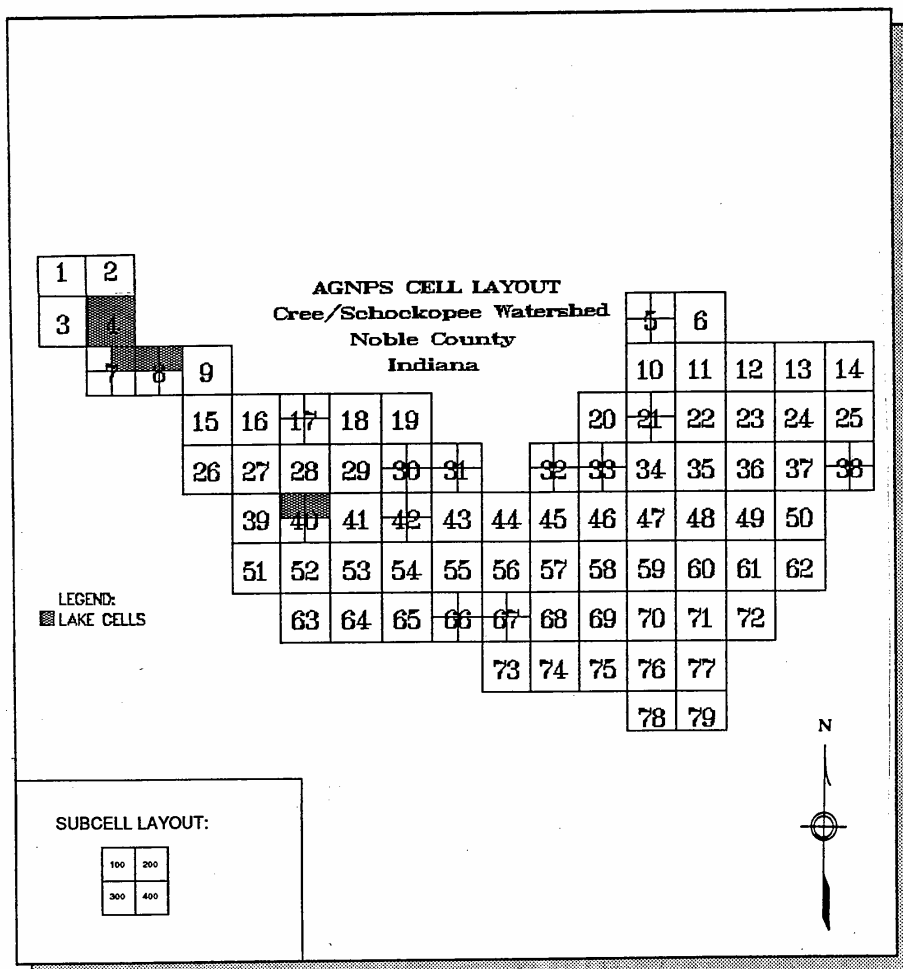 1 2
AGNPS CELL LAYOUT
Cree/Schockopee Watershed
Noble County
Indiana
3 4 5 6
7 8 9 10 11 12 13 14
15 16 17 18 19 20 21 22 23 24 25
26 27 28 29 30 31 32 33 34 35 36 37 38
39 40 41 42 43 44 45 46 47 48 49 50
51 52 53 54 55 56 57 58 59 60 61 62
LEGEND:
LAKE CELLS
63 64 65 66 67 68 69 70 71 72
73 74 75 76 77
78 79
N
SUBCELL LAYOUT:
100 200
300 400